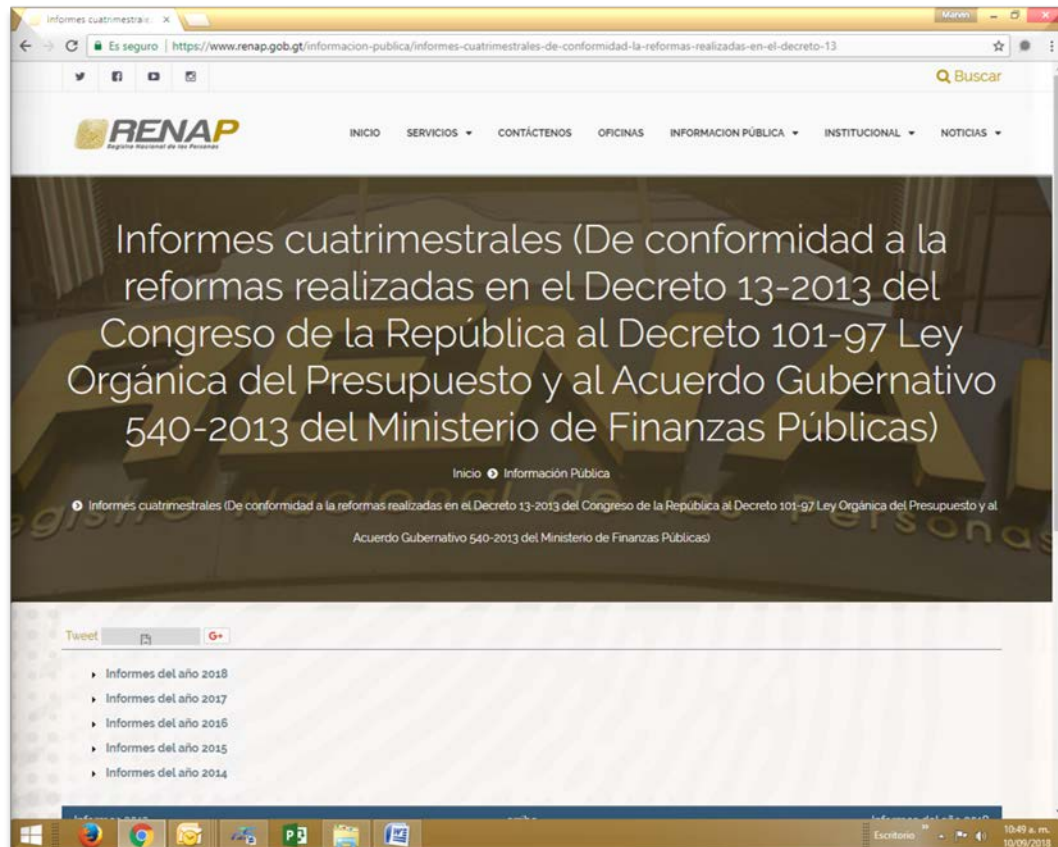 Informes cuatrimestrale
Marvin
Es seguro | https://www.renap.gob.gt/informacion-publica/informes-cuatrimestrales-de-conformidad-la-reformas-realizadas-en-el-decreto-13
Buscar
RENAP
Registro Nacional de las Personas
INICIO SERVICIOS CONTÁCTENOS OFICINAS INFORMACION PÚBLICA INSTITUCIONAL NOTICIAS
Informes cuatrimestrales (De conformidad a la
reformas realizadas en el Decreto 13-2013 del
Congreso de la República al Decreto 101-97 Ley
Orgánica del Presupuesto y al Acuerdo Gubernativo
540-2013 del Ministerio de Finanzas Públicas)
Inicio Información Pública
Informes cuatrimestrales (De conformidad a la reformas realizadas en el Decreto 13-2013 del Congreso de la República al Decreto 101-97 Ley Orgánica del Presupuesto y al
Acuerdo Gubernativo 540-2013 del Ministerio de Finanzas Públicas)
Tweet G+
Informes del año 2018
Informes del año 2017
Informes del año 2016
Informes del año 2015
Informes del año 2014
Escritorio
10:49 a. m.
10/09/2018